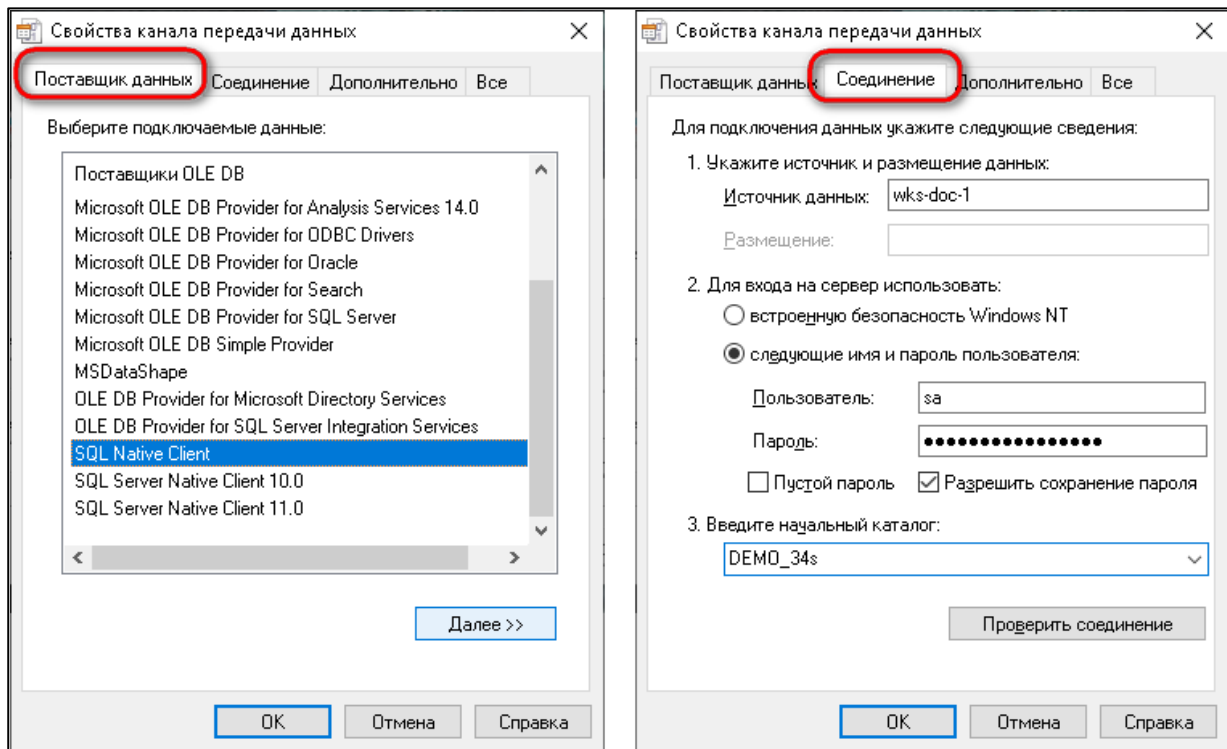 Свойства канала передачи данных
Поставщик данных Соединение Дополнительно Все
Выберите подключаемые данные:
Поставщики OLE DB
Microsoft OLE DB Provider for Analysis Services 14.0
Microsoft OLE DB Provider for ODBC Drivers
Microsoft OLE DB Provider for Oracle
Microsoft OLE DB Provider for Search
Microsoft OLE DB Provider for SQL Server
Microsoft OLE DB Simple Provider
MSDataShape
OLE DB Provider for Microsoft Directory Services
OLE DB Provider for SQL Server Integration Services
SQL Native Client
SQL Server Native Client 10.0
SQL Server Native Client 11.0
Далее >>
OK Отмена Справка
Свойства канала передачи данных
Поставщик данных Соединение Дополнительно Все
Для подключения данных укажите следующие сведения:
1. Укажите источник и размещение данных:
Источник данных: wks-doc-1
Размещение:
2. Для входа на сервер использовать:
встроенную безопасность Windows NT
следующие имя и пароль пользователя:
Пользователь: sa
Пароль: ●●●●●●●●●●●●●●●●
Пустой пароль Разрешить сохранение пароля
3. Введите начальный каталог:
DEMO_34s
Проверить соединение
OK Отмена Справка